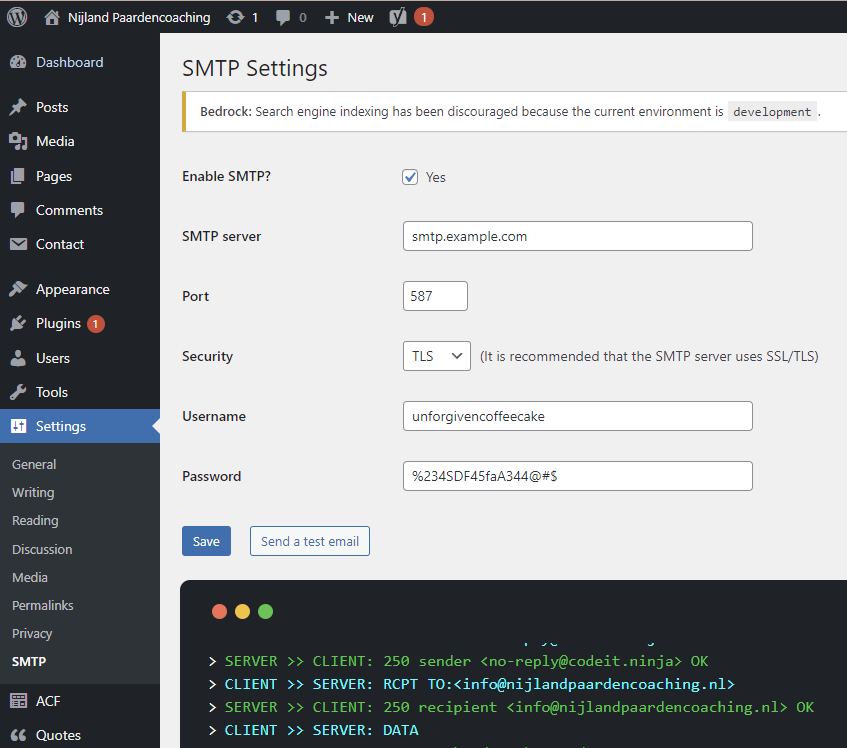 Nijland Paardencoaching 1 0 New 1
Dashboard
Posts
Media
Pages
Comments
Contact
Appearance
Plugins 1
Users
Tools
Settings
General
Writing
Reading
Discussion
Media
Permalinks
Privacy
SMTP
ACF
Quotes
SMTP Settings
Bedrock: Search engine indexing has been discouraged because the current environment is development .
Enable SMTP? Yes
SMTP server smtp.example.com
Port 587
Security TLS (It is recommended that the SMTP server uses SSL/TLS)
Username unforgivencoffeecake
Password %234SDF45faA344@#$
Save Send a test email
> SERVER >> CLIENT: 250 sender <no-reply@codeit.ninja> OK
> CLIENT >> SERVER: RCPT TO:<info@nijlandpaardencoaching.nl>
> SERVER >> CLIENT: 250 recipient <info@nijlandpaardencoaching.nl> OK
> CLIENT >> SERVER: DATA